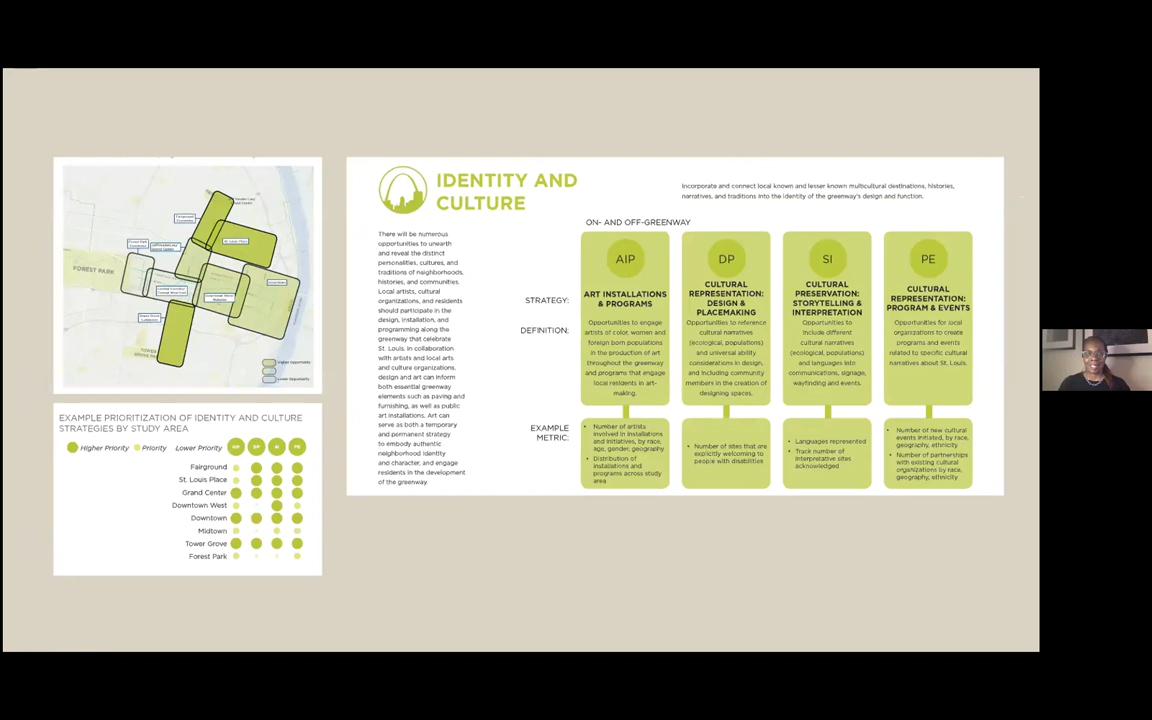 FOREST PARK
Fairground
St. Louis Place
TOWER
Higher Opportunity
Lower Opportunity
EXAMPLE PRIORITIZATION OF IDENTITY AND CULTURE
STRATEGIES BY STUDY AREA
Higher Priority Priority Lower Priority AIP DP SI PE
Fairground
St. Louis Place
Grand Center
Downtown West
Downtown
Midtown
Tower Grove
Forest Park
IDENTITY AND
CULTURE
There will be numerous
opportunities to unearth
and reveal the distinct
personalities, cultures, and
traditions of neighborhoods,
histories, and communities.
Local artists, cultural
organizations, and residents
should participate in the
design, installation, and
programming along the
greenway that celebrate
St. Louis. In collaboration
with artists and local arts
and culture organizations,
design and art can inform
both essential greenway
elements such as paving and
furnishing, as well as public
art installations. Art can
serve as both a temporary
and permanent strategy
to embody authentic
neighborhood identity
and character, and engage
residents in the development
of the greenway.
Incorporate and connect local known and lesser known multicultural destinations, histories,
narratives, and traditions into the identity of the greenway's design and function.
ON- AND OFF-GREENWAY
STRATEGY:
DEFINITION:
EXAMPLE
METRIC:
AIP
ART INSTALLATIONS
& PROGRAMS
Opportunities to engage
artists of color, women and
foreign born populations
in the production of art
throughout the greenway
and programs that engage
local residents in art-
making.
• Number of artists
involved in installations
and initiatives, by race,
age, gender, geography
• Distribution of
installations and
programs across study
area
DP
CULTURAL
REPRESENTATION:
DESIGN &
PLACEMAKING
Opportunities to reference
cultural narratives
(ecological, populations)
and universal ability
considerations in design,
and including community
members in the creation of
designing spaces.
• Number of sites that are
explicitly welcoming to
people with disabilities
SI
CULTURAL
PRESERVATION:
STORYTELLING &
INTERPRETATION
Opportunities to
include different
cultural narratives
(ecological, populations)
and languages into
communications, signage,
wayfinding and events.
• Languages represented
• Track number of
interpretive sites
acknowledged
PE
CULTURAL
REPRESENTATION:
PROGRAM & EVENTS
Opportunities for local
organizations to create
programs and events
related to specific cultural
narratives about St. Louis.
• Number of new cultural
events initiated, by race,
geography, ethnicity
• Number of partnerships
with existing cultural
organizations by race,
geography, ethnicity